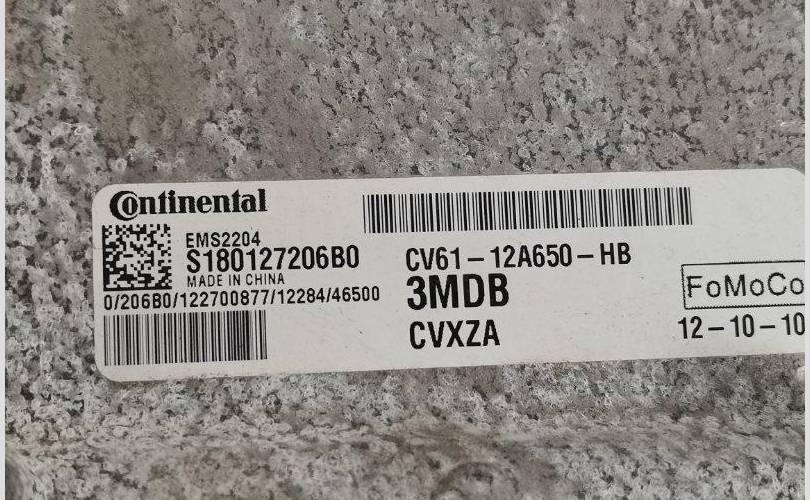 Continental
EMS2204
S180127206B0
MADE IN CHINA
0/206B0/122700877/12284/46500
CV61-12A650-HB
3MDB
CVXZA
FoMoCo
12-10-10